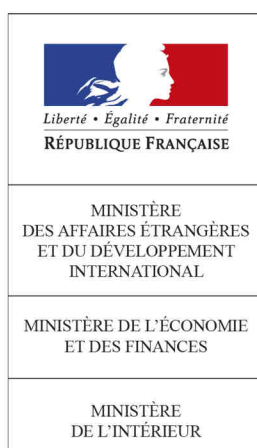 Liberté • Égalité • Fraternité
RÉPUBLIQUE FRANÇAISE
MINISTÈRE
DES AFFAIRES ÉTRANGÈRES
ET DU DÉVELOPPEMENT
INTERNATIONAL
MINISTÈRE DE L'ÉCONOMIE
ET DES FINANCES
MINISTÈRE
DE L'INTÉRIEUR